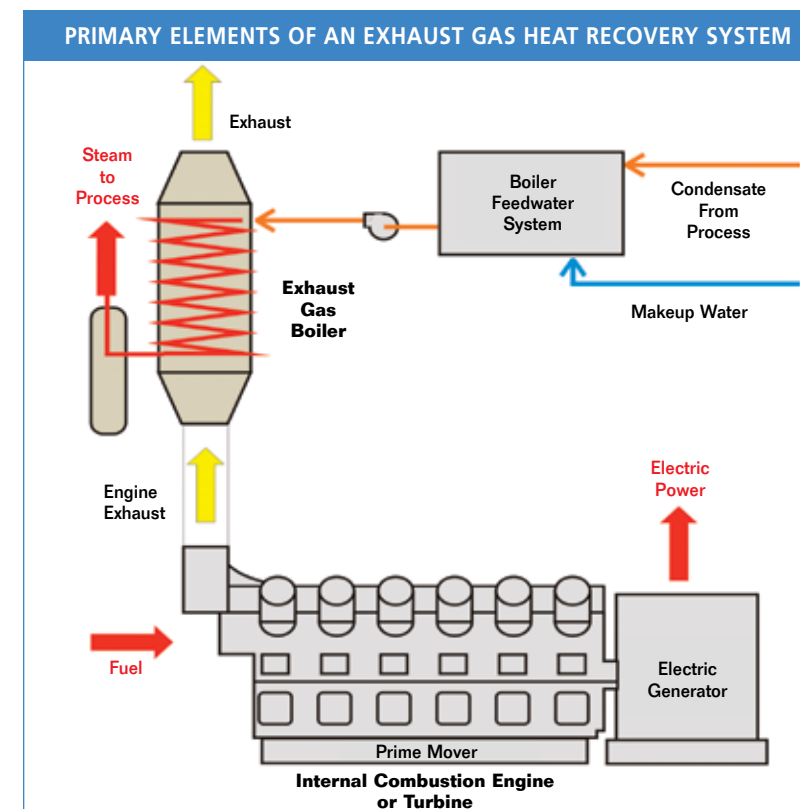 PRIMARY ELEMENTS OF AN EXHAUST GAS HEAT RECOVERY SYSTEM
Exhaust
Steam
to
Process
Boiler
Feedwater
System
Condensate
From
Process
Exhaust
Gas
Boiler
Makeup Water
Engine
Exhaust
Electric
Power
Fuel
Electric
Generator
Prime Mover
Internal Combustion Engine
or Turbine